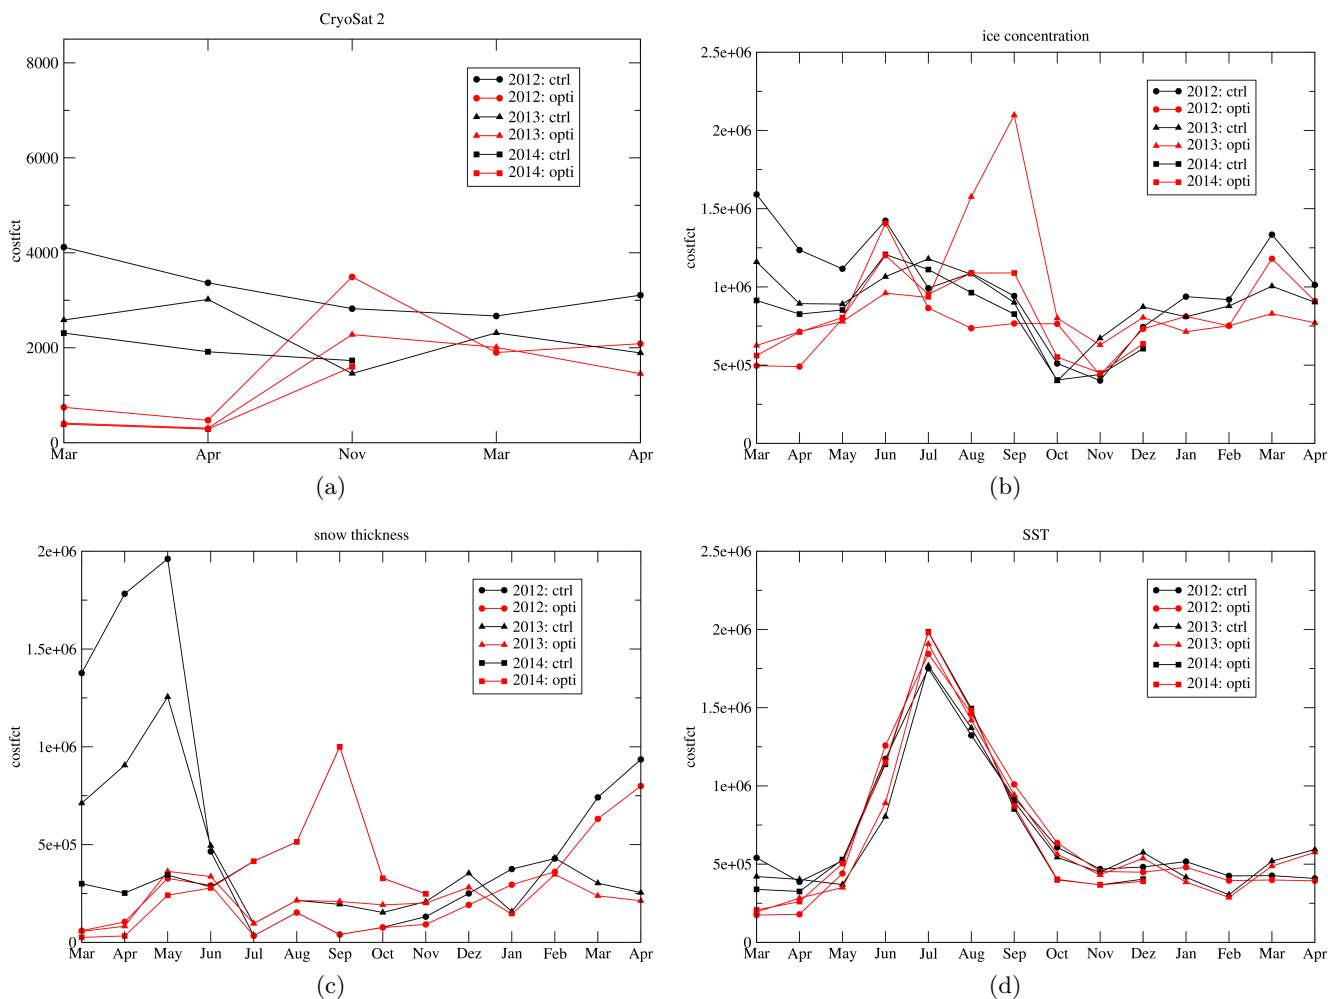 CryoSat 2
8000
6000
4000
2000
0
costfct
2012: ctrl
2012: opti
2013: ctrl
2013: opti
2014: ctrl
2014: opti
Mar Apr Nov Mar Apr
(a)
ice concentration
2.5e+06
2e+06
1.5e+06
1e+06
5e+05
0
costfct
2012: ctrl
2012: opti
2013: ctrl
2013: opti
2014: ctrl
2014: opti
Mar Apr May Jun Jul Aug Sep Oct Nov Dez Jan Feb Mar Apr
(b)
snow thickness
2e+06
1.5e+06
1e+06
5e+05
0
costfct
2012: ctrl
2012: opti
2013: ctrl
2013: opti
2014: ctrl
2014: opti
Mar Apr May Jun Jul Aug Sep Oct Nov Dez Jan Feb Mar Apr
(c)
SST
2.5e+06
2e+06
1.5e+06
1e+06
5e+05
0
costfct
2012: ctrl
2012: opti
2013: ctrl
2013: opti
2014: opti
2014: opti
Mar Apr May Jun Jul Aug Sep Oct Nov Dez Jan Feb Mar Apr
(d)